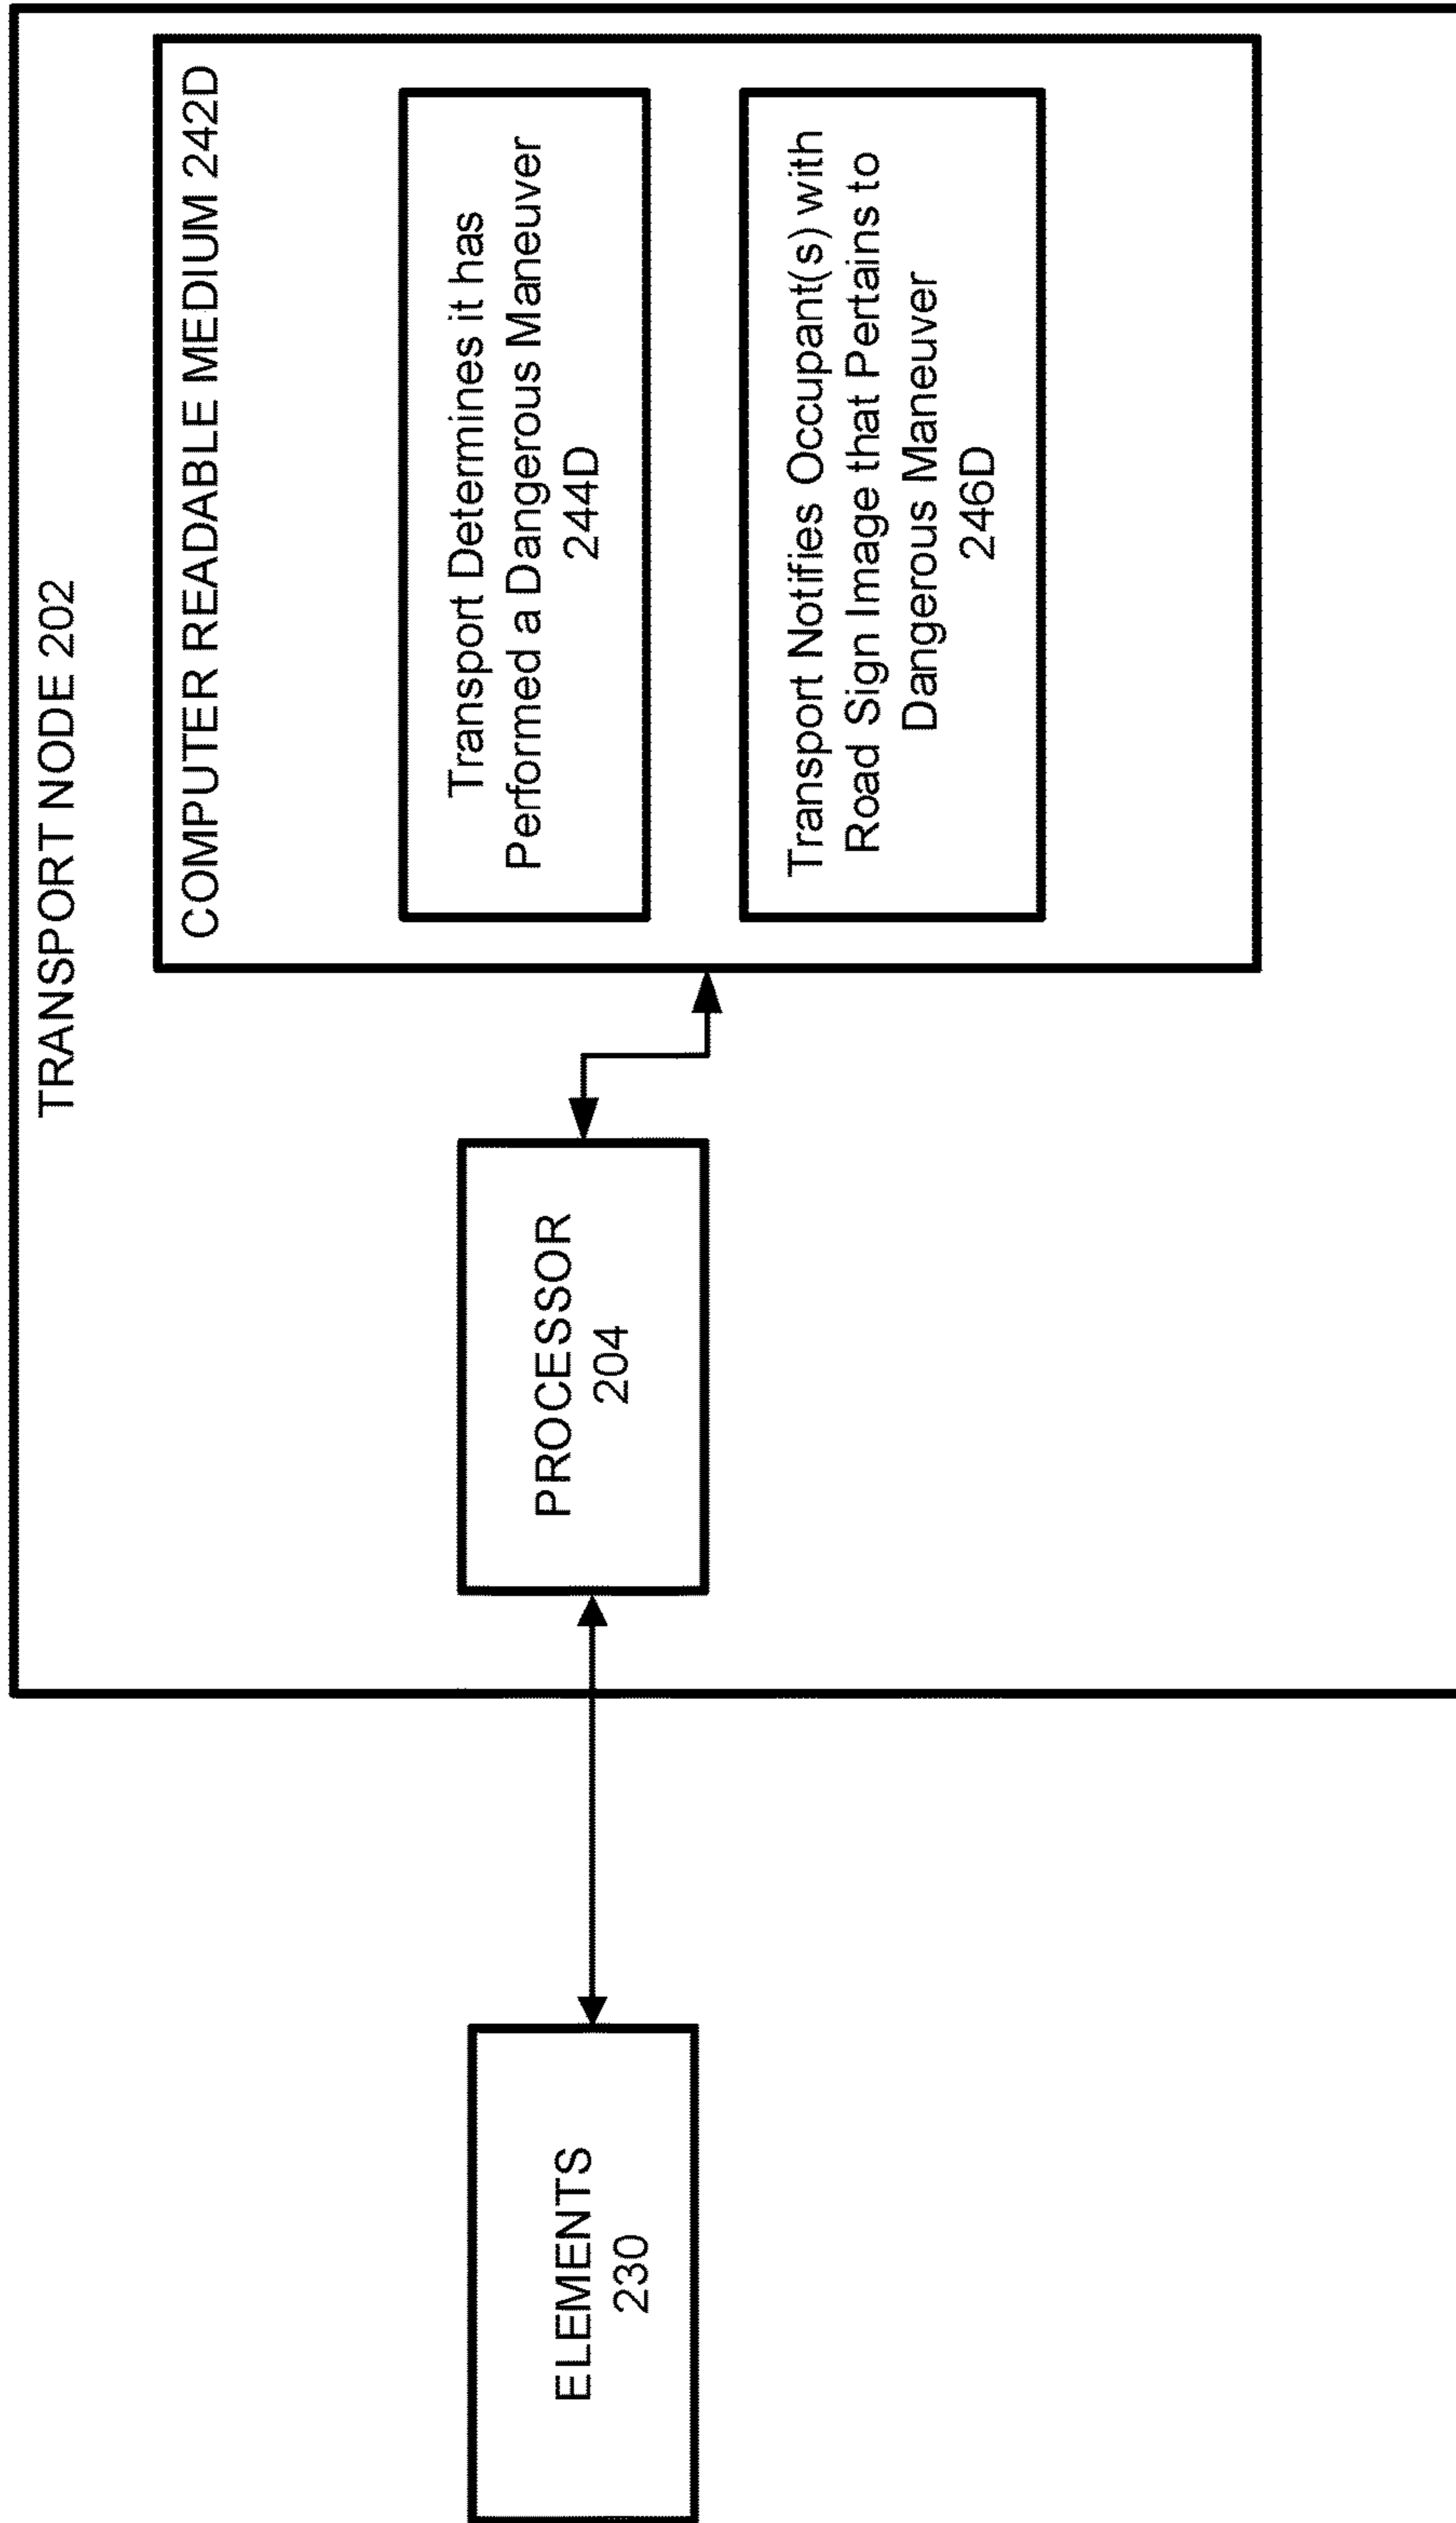 TRANSPORT NODE 202
COMPUTER READABLE MEDIUM 242D
Transport Determines it has
Performed a Dangerous Maneuver
244D
Transport Notifies Occupant(s) with
Road Sign Image that Pertains to
Dangerous Maneuver
246D
PROCESSOR
204
ELEMENTS
230